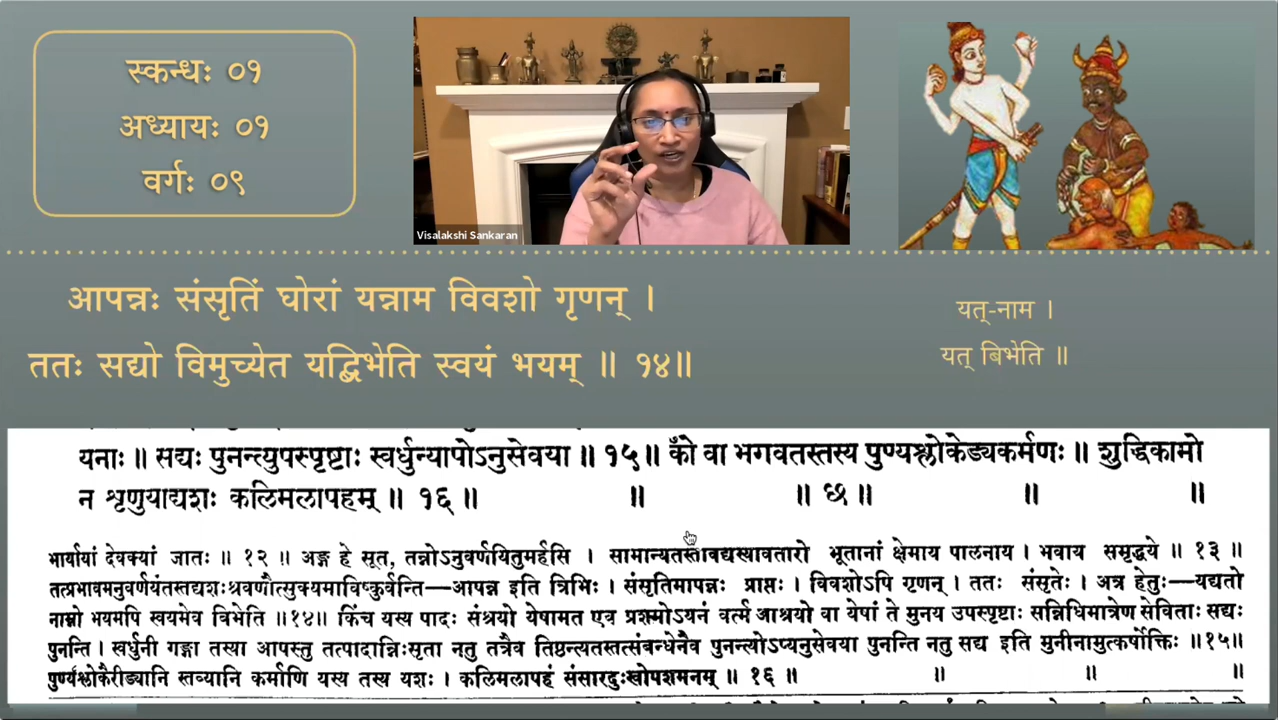 स्कन्धः ०१
अध्यायः ०१
वर्गः ०९
Visalakshi Sankaran
आपन्नः संसृतिं घोरां यन्नाम विवशो गृणन् ।
ततः सद्यो विमुच्येत यद्बिभेति स्वयं भयम् ॥ १४॥
यत्-नाम ।
यत् बिभेति ॥
यनाः ॥ सद्यः पुनन्त्युपस्पृष्टाः स्वर्धुन्यापोऽनुसेवया ॥ १५॥ कों वा भगवतस्तस्य पुण्यश्लोकेड्यकर्मणः ॥ शुद्धिकामो
न श्रृणुयाद्यशः कलिमलापहम् ॥ १६ ॥ ॥ ॥ छ ॥ ॥ ॥
भार्यायां देवक्यां जातः ॥ १२ ॥ अङ्ग हे सूत, तन्नोऽनुवर्णयितुमर्हसि । सामान्यतस्तावद्यस्यावतारो भूतानां क्षेमाय पालनाय । भवाय समृद्धये ॥ १३ ॥
तत्प्रभावमनुवर्णयंतस्तद्यशःश्रवणौत्सुक्यमाविष्कुर्वन्ति—आपन्न इति त्रिभिः । संसृतिमापन्नः प्राप्तः । विवशोऽपि गृणन् । ततः संसृतेः । अत्र हेतुः—यद्यतो
नाम्नो भयमपि स्वयमेव बिभेति ॥१४॥ किंच यस्य पादः संश्रयो येषामत एव प्रशमोऽयनं वर्त्म आश्रयो वा येषां ते मुनय उपस्पृष्टाः सन्निधिमात्रेण सेविताः सद्यः
पुनन्ति । स्वर्धुनी गङ्गा तस्या आपस्तु तत्पादान्निःसृता नतु तत्रैव तिष्ठन्त्यतस्तत्संबन्धेनैव पुनन्त्योऽप्यनुसेवया पुनन्ति नतु सद्य इति मुनीनामुत्कर्षोक्तिः ॥१५॥
पुण्यश्लोकैरीड्यानि स्तव्यानि कर्माणि यस्य तस्य यशः । कलिमलापहं संसारदुःखोपशमनम् ॥ १६ ॥ ॥ ॥ ॥